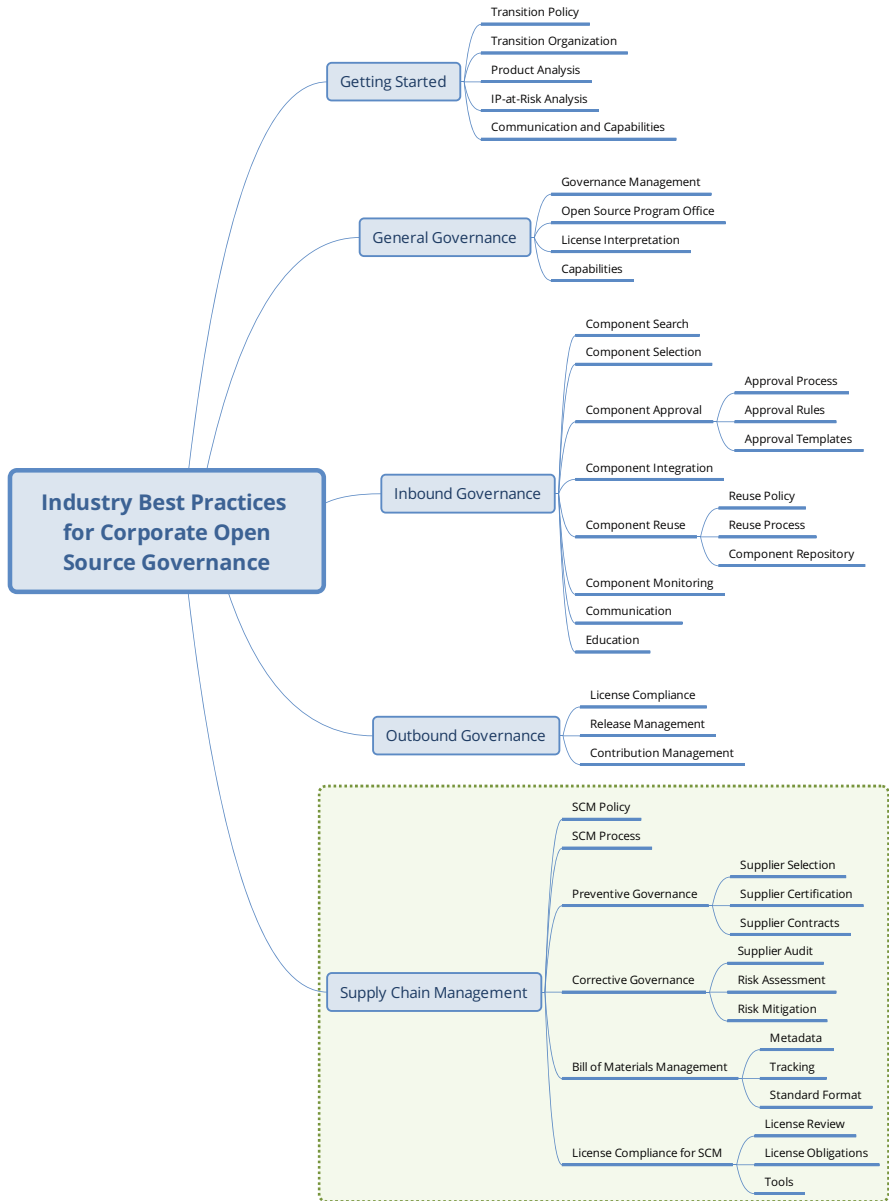 Industry Best Practices
for Corporate Open
Source Governance
Getting Started
Transition Policy
Transition Organization
Product Analysis
IP-at-Risk Analysis
Communication and Capabilities
General Governance
Governance Management
Open Source Program Office
License Interpretation
Capabilities
Inbound Governance
Component Search
Component Selection
Component Approval
Approval Process
Approval Rules
Approval Templates
Component Integration
Component Reuse
Reuse Policy
Reuse Process
Component Repository
Component Monitoring
Communication
Education
Outbound Governance
License Compliance
Release Management
Contribution Management
Supply Chain Management
SCM Policy
SCM Process
Preventive Governance
Supplier Selection
Supplier Certification
Supplier Contracts
Corrective Governance
Supplier Audit
Risk Assessment
Risk Mitigation
Bill of Materials Management
Metadata
Tracking
Standard Format
License Compliance for SCM
License Review
License Obligations
Tools